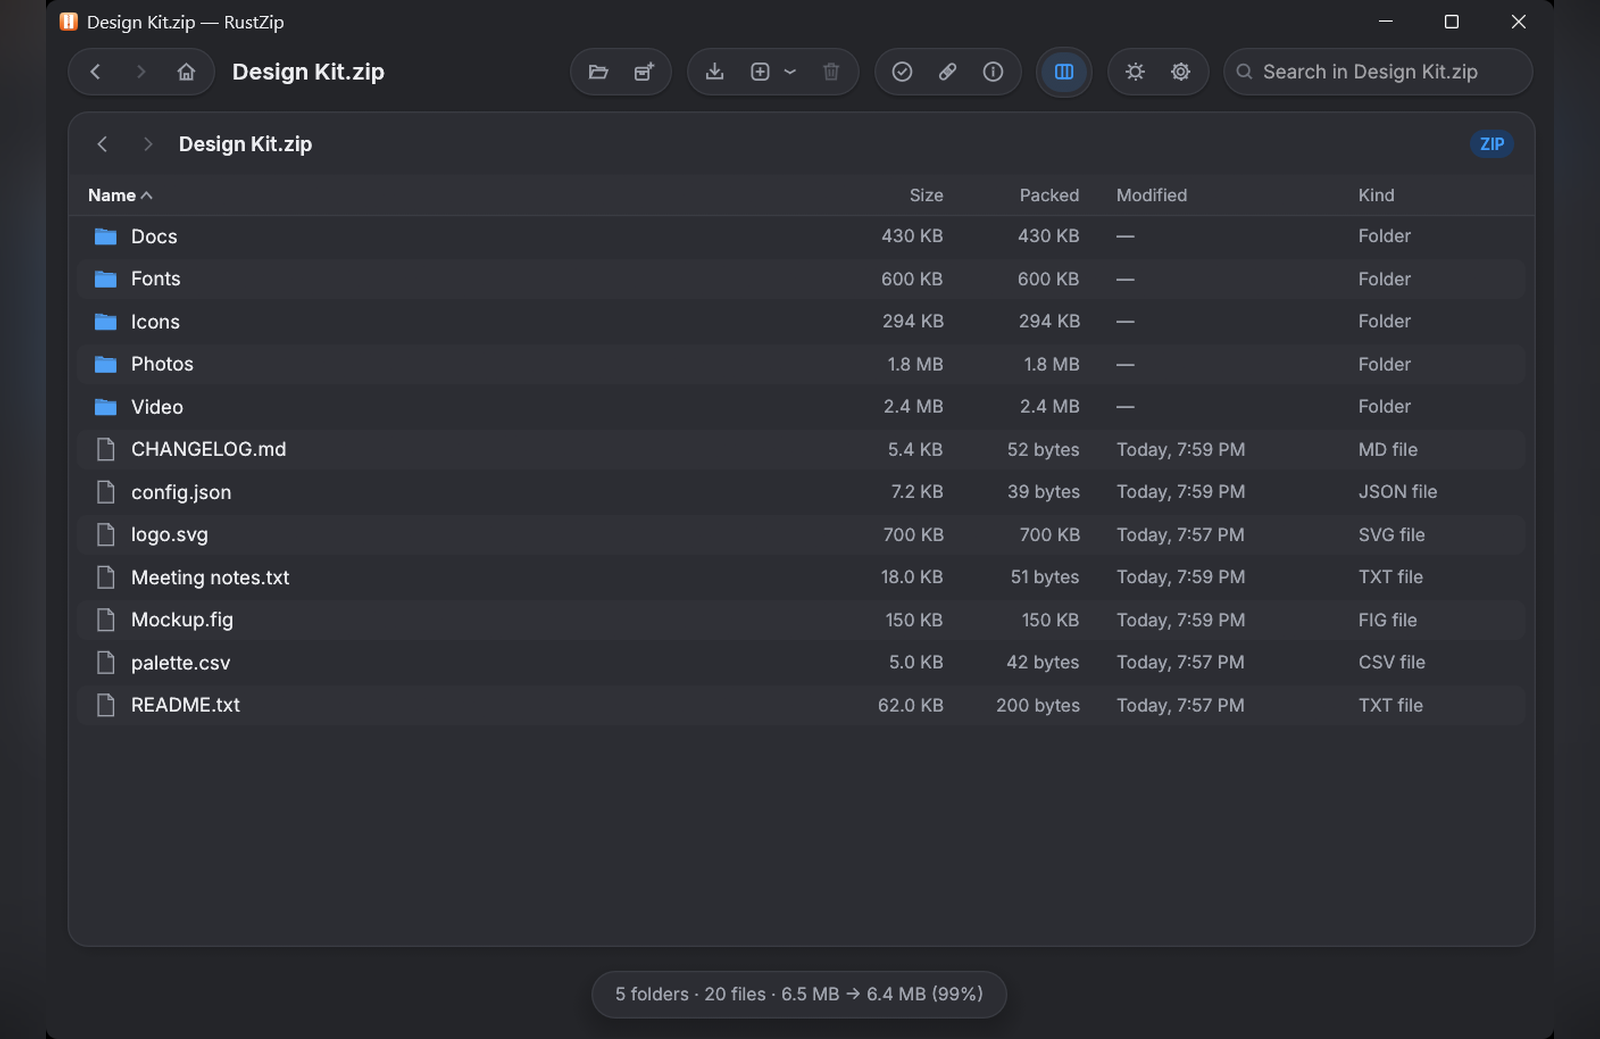 Design Kit.zip — RustZip
Design Kit.zip
Search in Design Kit.zip
Design Kit.zip
ZIP
Name Size Packed Modified Kind
Docs 430 KB 430 KB — Folder
Fonts 600 KB 600 KB — Folder
Icons 294 KB 294 KB — Folder
Photos 1.8 MB 1.8 MB — Folder
Video 2.4 MB 2.4 MB — Folder
CHANGELOG.md 5.4 KB 52 bytes Today, 7:59 PM MD file
config.json 7.2 KB 39 bytes Today, 7:59 PM JSON file
logo.svg 700 KB 700 KB Today, 7:57 PM SVG file
Meeting notes.txt 18.0 KB 51 bytes Today, 7:59 PM TXT file
Mockup.fig 150 KB 150 KB Today, 7:59 PM FIG file
palette.csv 5.0 KB 42 bytes Today, 7:57 PM CSV file
README.txt 62.0 KB 200 bytes Today, 7:57 PM TXT file
5 folders · 20 files · 6.5 MB → 6.4 MB (99%)